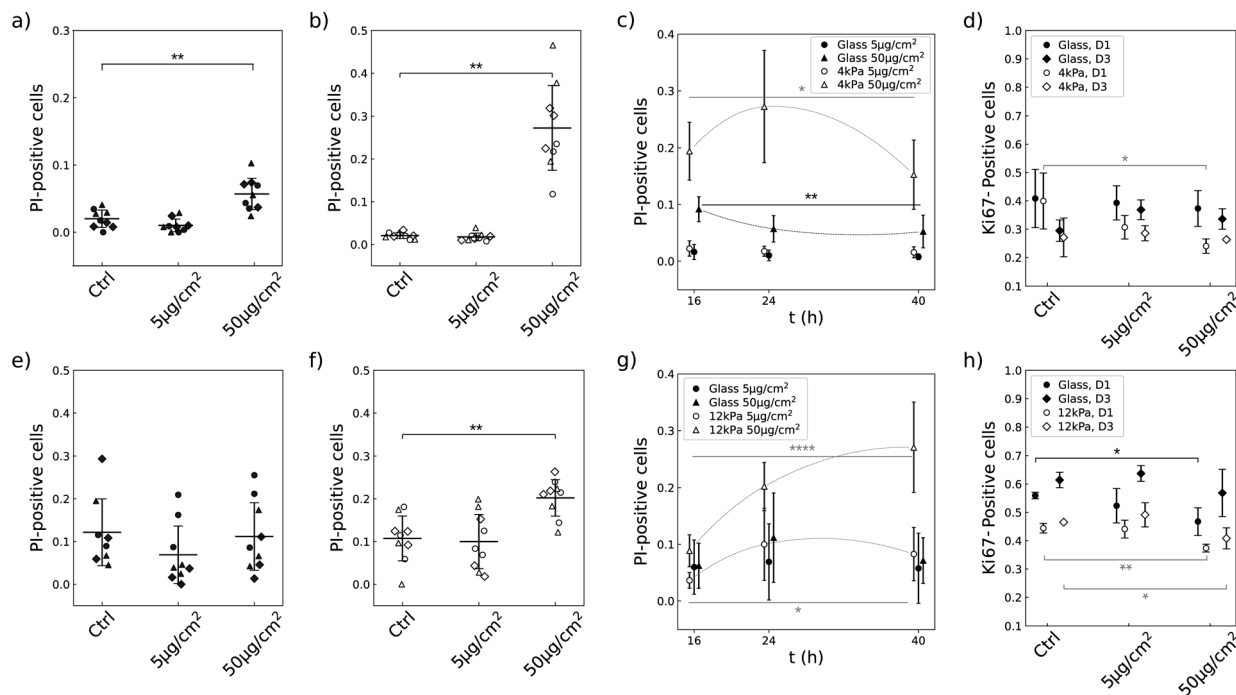 a)
0.3
0.2
0.1
0.0
PI-positive cells
**
Ctrl
5µg/cm²
50µg/cm²
b)
0.5
0.4
0.3
0.2
0.1
0.0
PI-positive cells
**
Ctrl
5µg/cm²
50µg/cm²
c)
0.4
0.3
0.2
0.1
0.0
PI-positive cells
Glass 5µg/cm²
Glass 50µg/cm²
4kPa 5µg/cm²
4kPa 50µg/cm²
*
**
16
24
40
t (h)
d)
1.0
0.9
0.8
0.7
0.6
0.5
0.4
0.3
0.2
0.1
Ki67- Positive cells
Glass, D1
Glass, D3
4kPa, D1
4kPa, D3
*
Ctrl
5µg/cm²
50µg/cm²
e)
0.5
0.4
0.3
0.2
0.1
0.0
PI-positive cells
Ctrl
5µg/cm²
50µg/cm²
f)
0.5
0.4
0.3
0.2
0.1
0.0
PI-positive cells
**
Ctrl
5µg/cm²
50µg/cm²
g)
0.4
0.3
0.2
0.1
0.0
PI-positive cells
Glass 5µg/cm²
Glass 50µg/cm²
12kPa 5µg/cm²
12kPa 50µg/cm²
****
*
16
24
40
t (h)
h)
1.0
0.9
0.8
0.7
0.6
0.5
0.4
0.3
0.2
0.1
Ki67- Positive cells
Glass, D1
Glass, D3
12kPa, D1
12kPa, D3
*
**
*
Ctrl
5µg/cm²
50µg/cm²